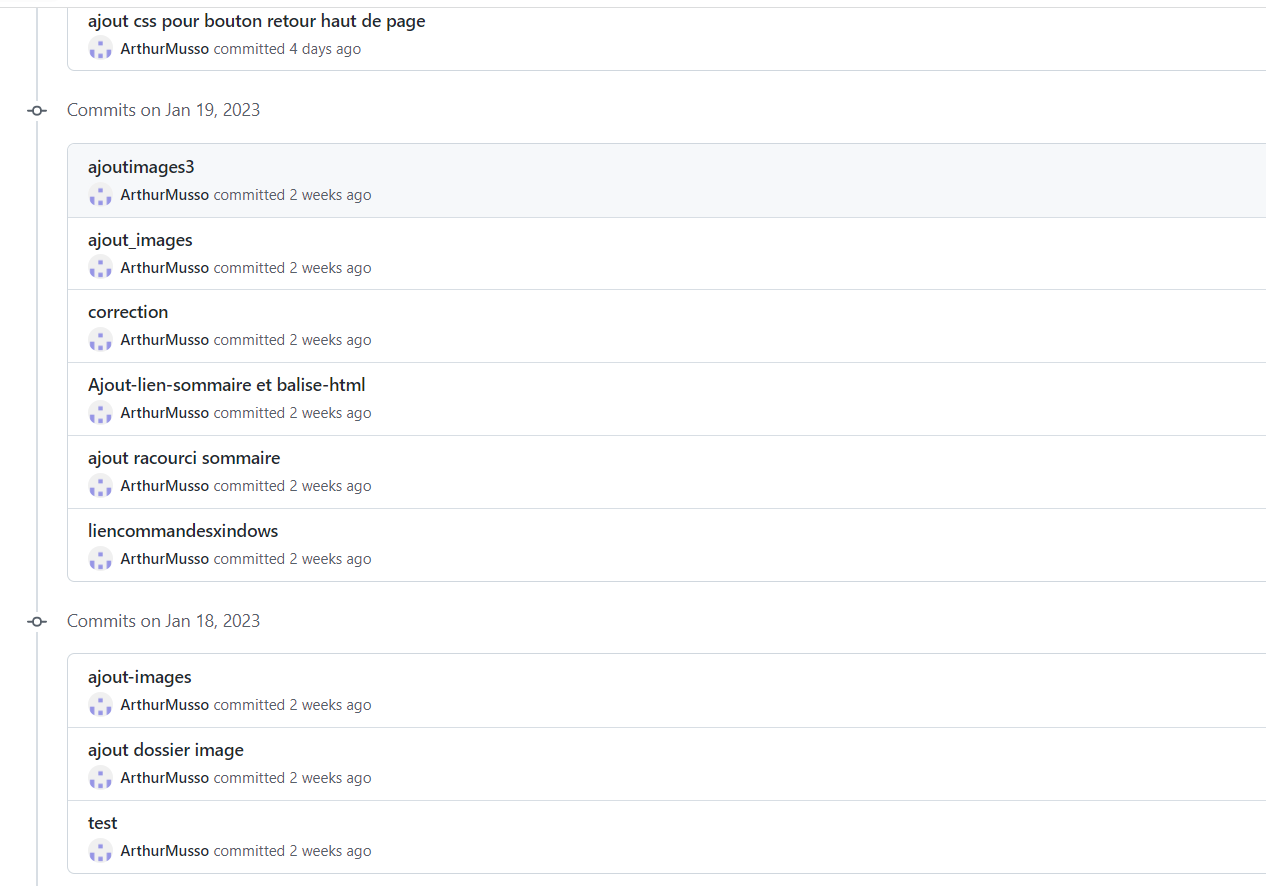 ajout css pour bouton retour haut de page
ArthurMusso committed 4 days ago
Commits on Jan 19, 2023
ajoutimages3
ArthurMusso committed 2 weeks ago
ajout_images
ArthurMusso committed 2 weeks ago
correction
ArthurMusso committed 2 weeks ago
Ajout-lien-sommaire et balise-html
ArthurMusso committed 2 weeks ago
ajout racourci sommaire
ArthurMusso committed 2 weeks ago
liencommandesxindows
ArthurMusso committed 2 weeks ago
Commits on Jan 18, 2023
ajout-images
ArthurMusso committed 2 weeks ago
ajout dossier image
ArthurMusso committed 2 weeks ago
test
ArthurMusso committed 2 weeks ago